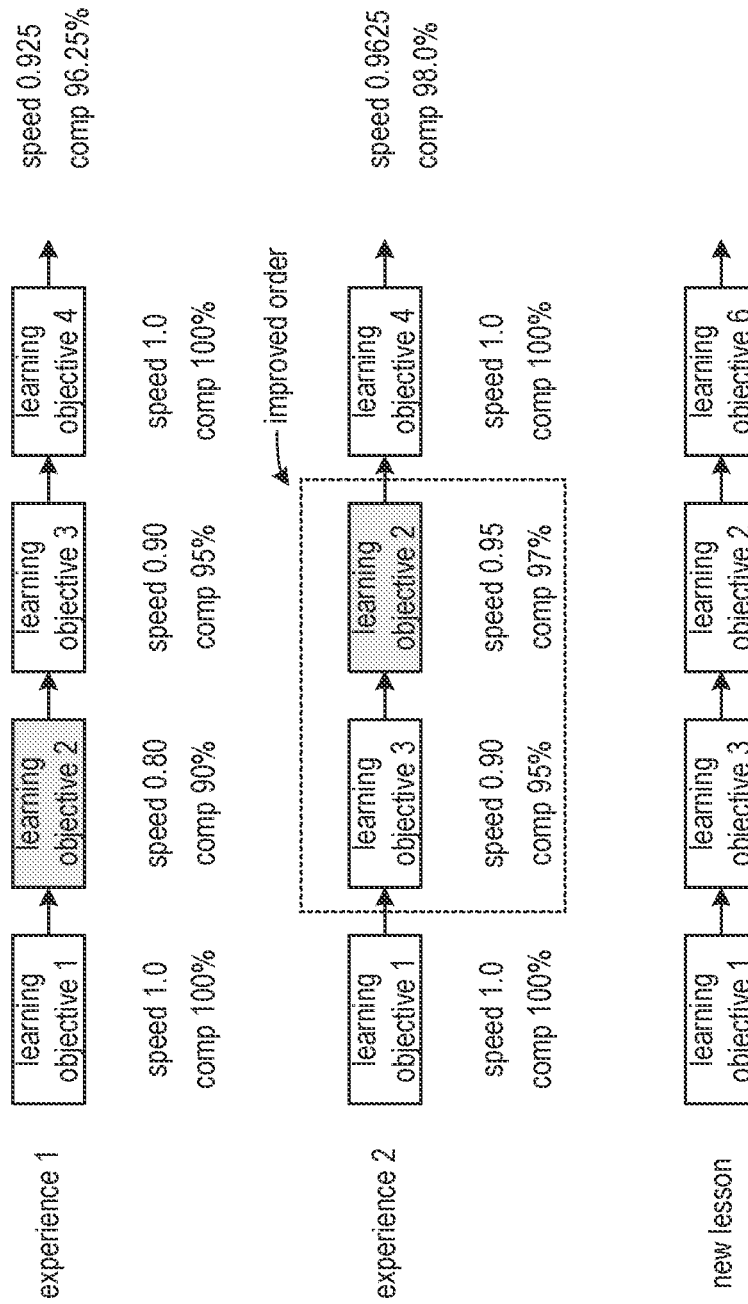 experience 1
learning
objective 1
learning
objective 2
learning
objective 3
learning
objective 4
speed 1.0
comp 100%
speed 0.80
comp 90%
speed 0.90
comp 95%
speed 1.0
comp 100%
speed 0.925
comp 96.25%
improved order
experience 2
learning
objective 1
learning
objective 3
learning
objective 2
learning
objective 4
speed 1.0
comp 100%
speed 0.90
comp 95%
speed 0.95
comp 97%
speed 1.0
comp 100%
speed 0.9625
comp 98.0%
new lesson
learning
objective 1
learning
objective 3
learning
objective 2
learning
objective 6